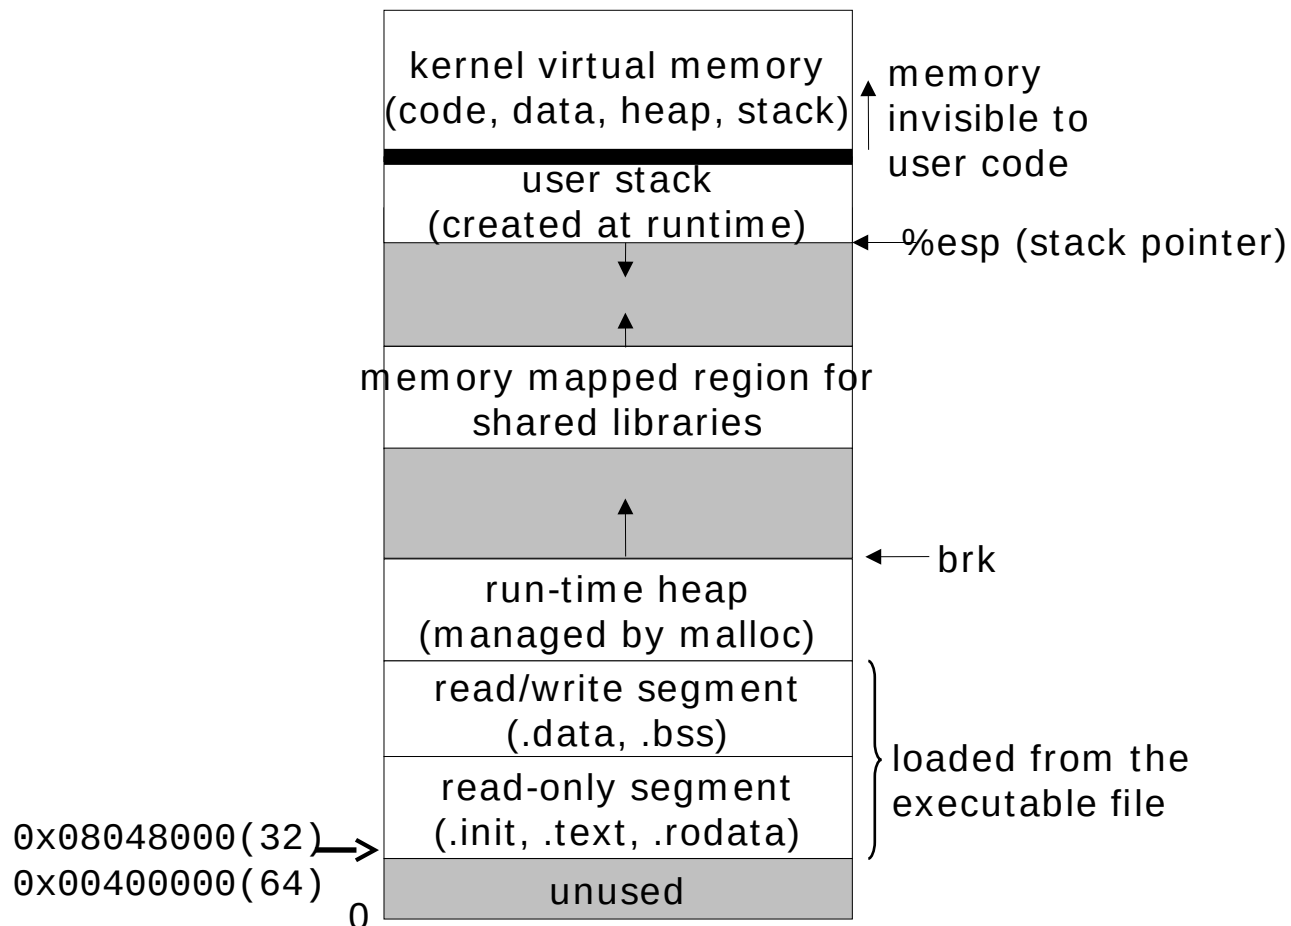 kernel virtual memory
(code, data, heap, stack)
memory
invisible to
user code
user stack
(created at runtime)
%esp (stack pointer)
memory mapped region for
shared libraries
brk
run-time heap
(managed by malloc)
read/write segment
(.data, .bss)
loaded from the
executable file
read-only segment
(.init, .text, .rodata)
0x08048000(32)
0x00400000(64)
unused
0